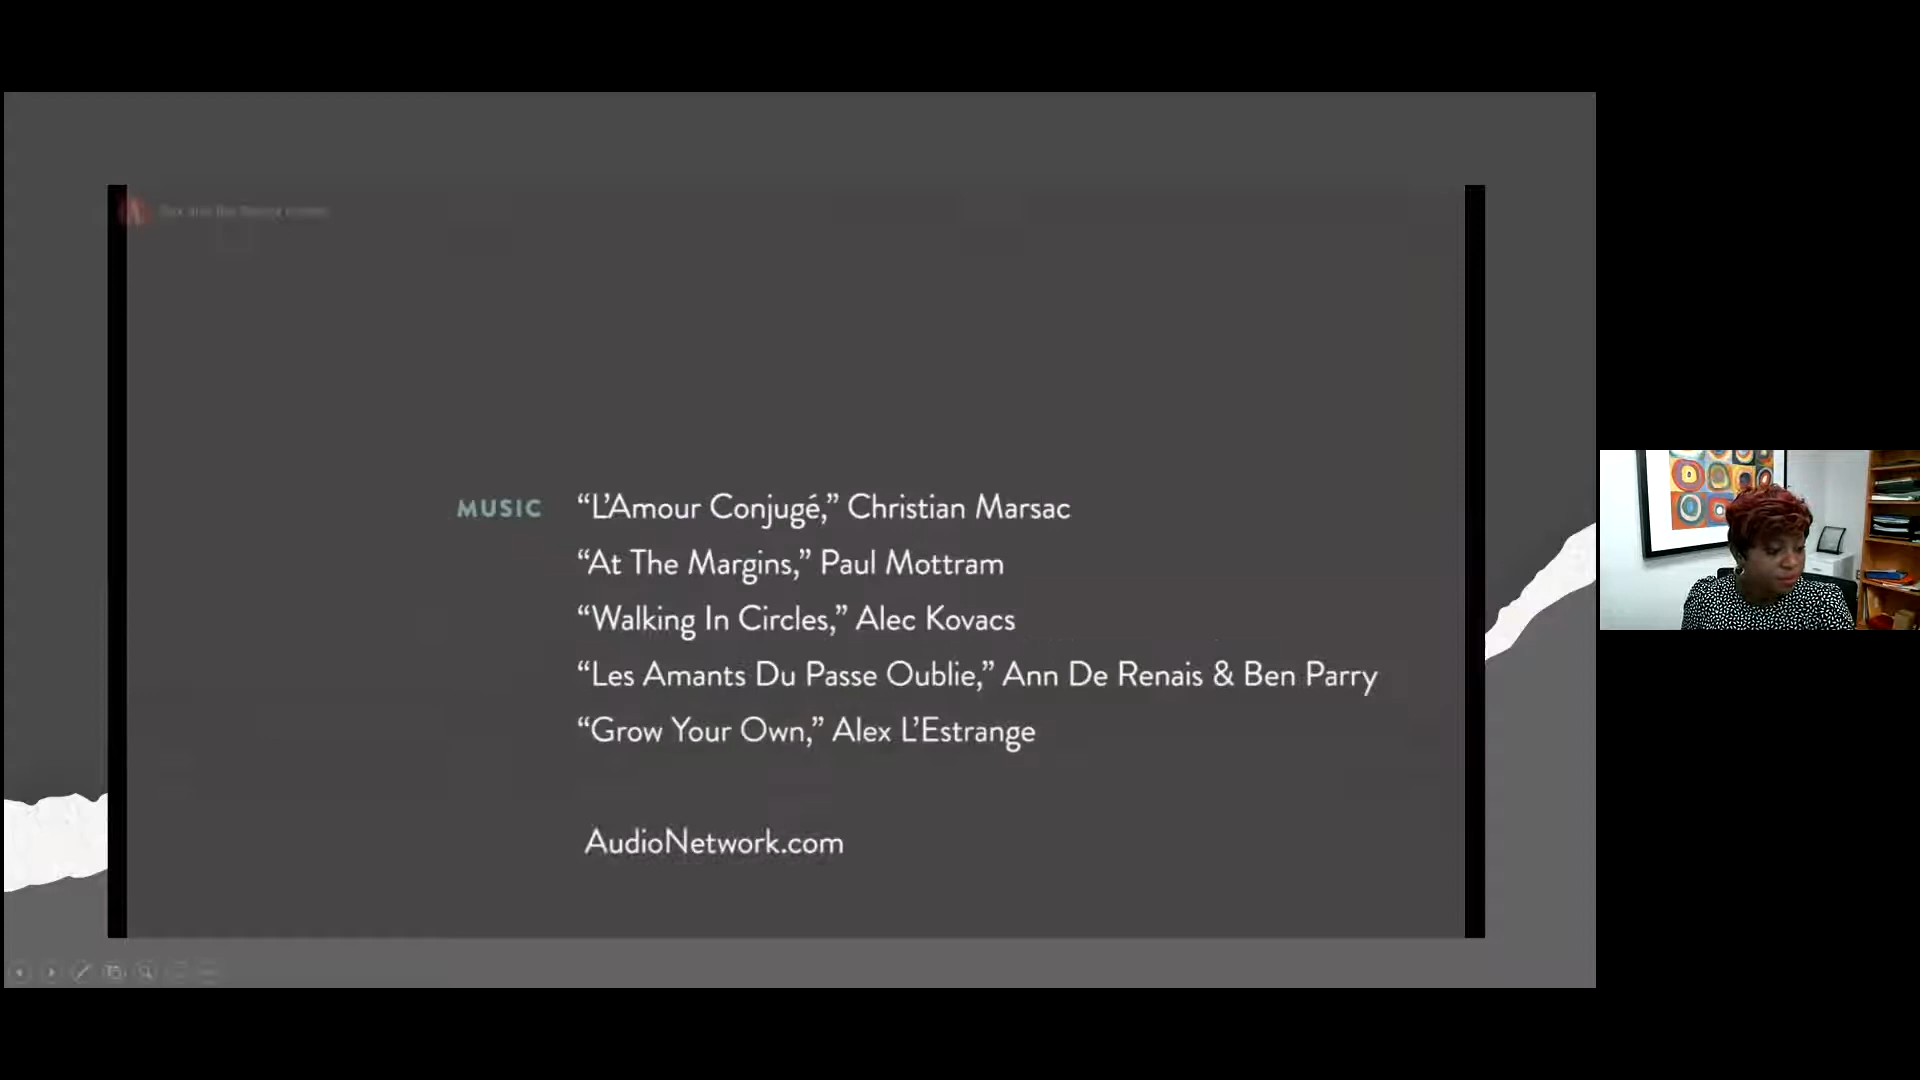 MUSIC “L’Amour Conjugé,” Christian Marsac
“At The Margins,” Paul Mottram
“Walking In Circles,” Alec Kovacs
“Les Amants Du Passe Oublie,” Ann De Renais & Ben Parry
“Grow Your Own,” Alex L’Estrange
AudioNetwork.com